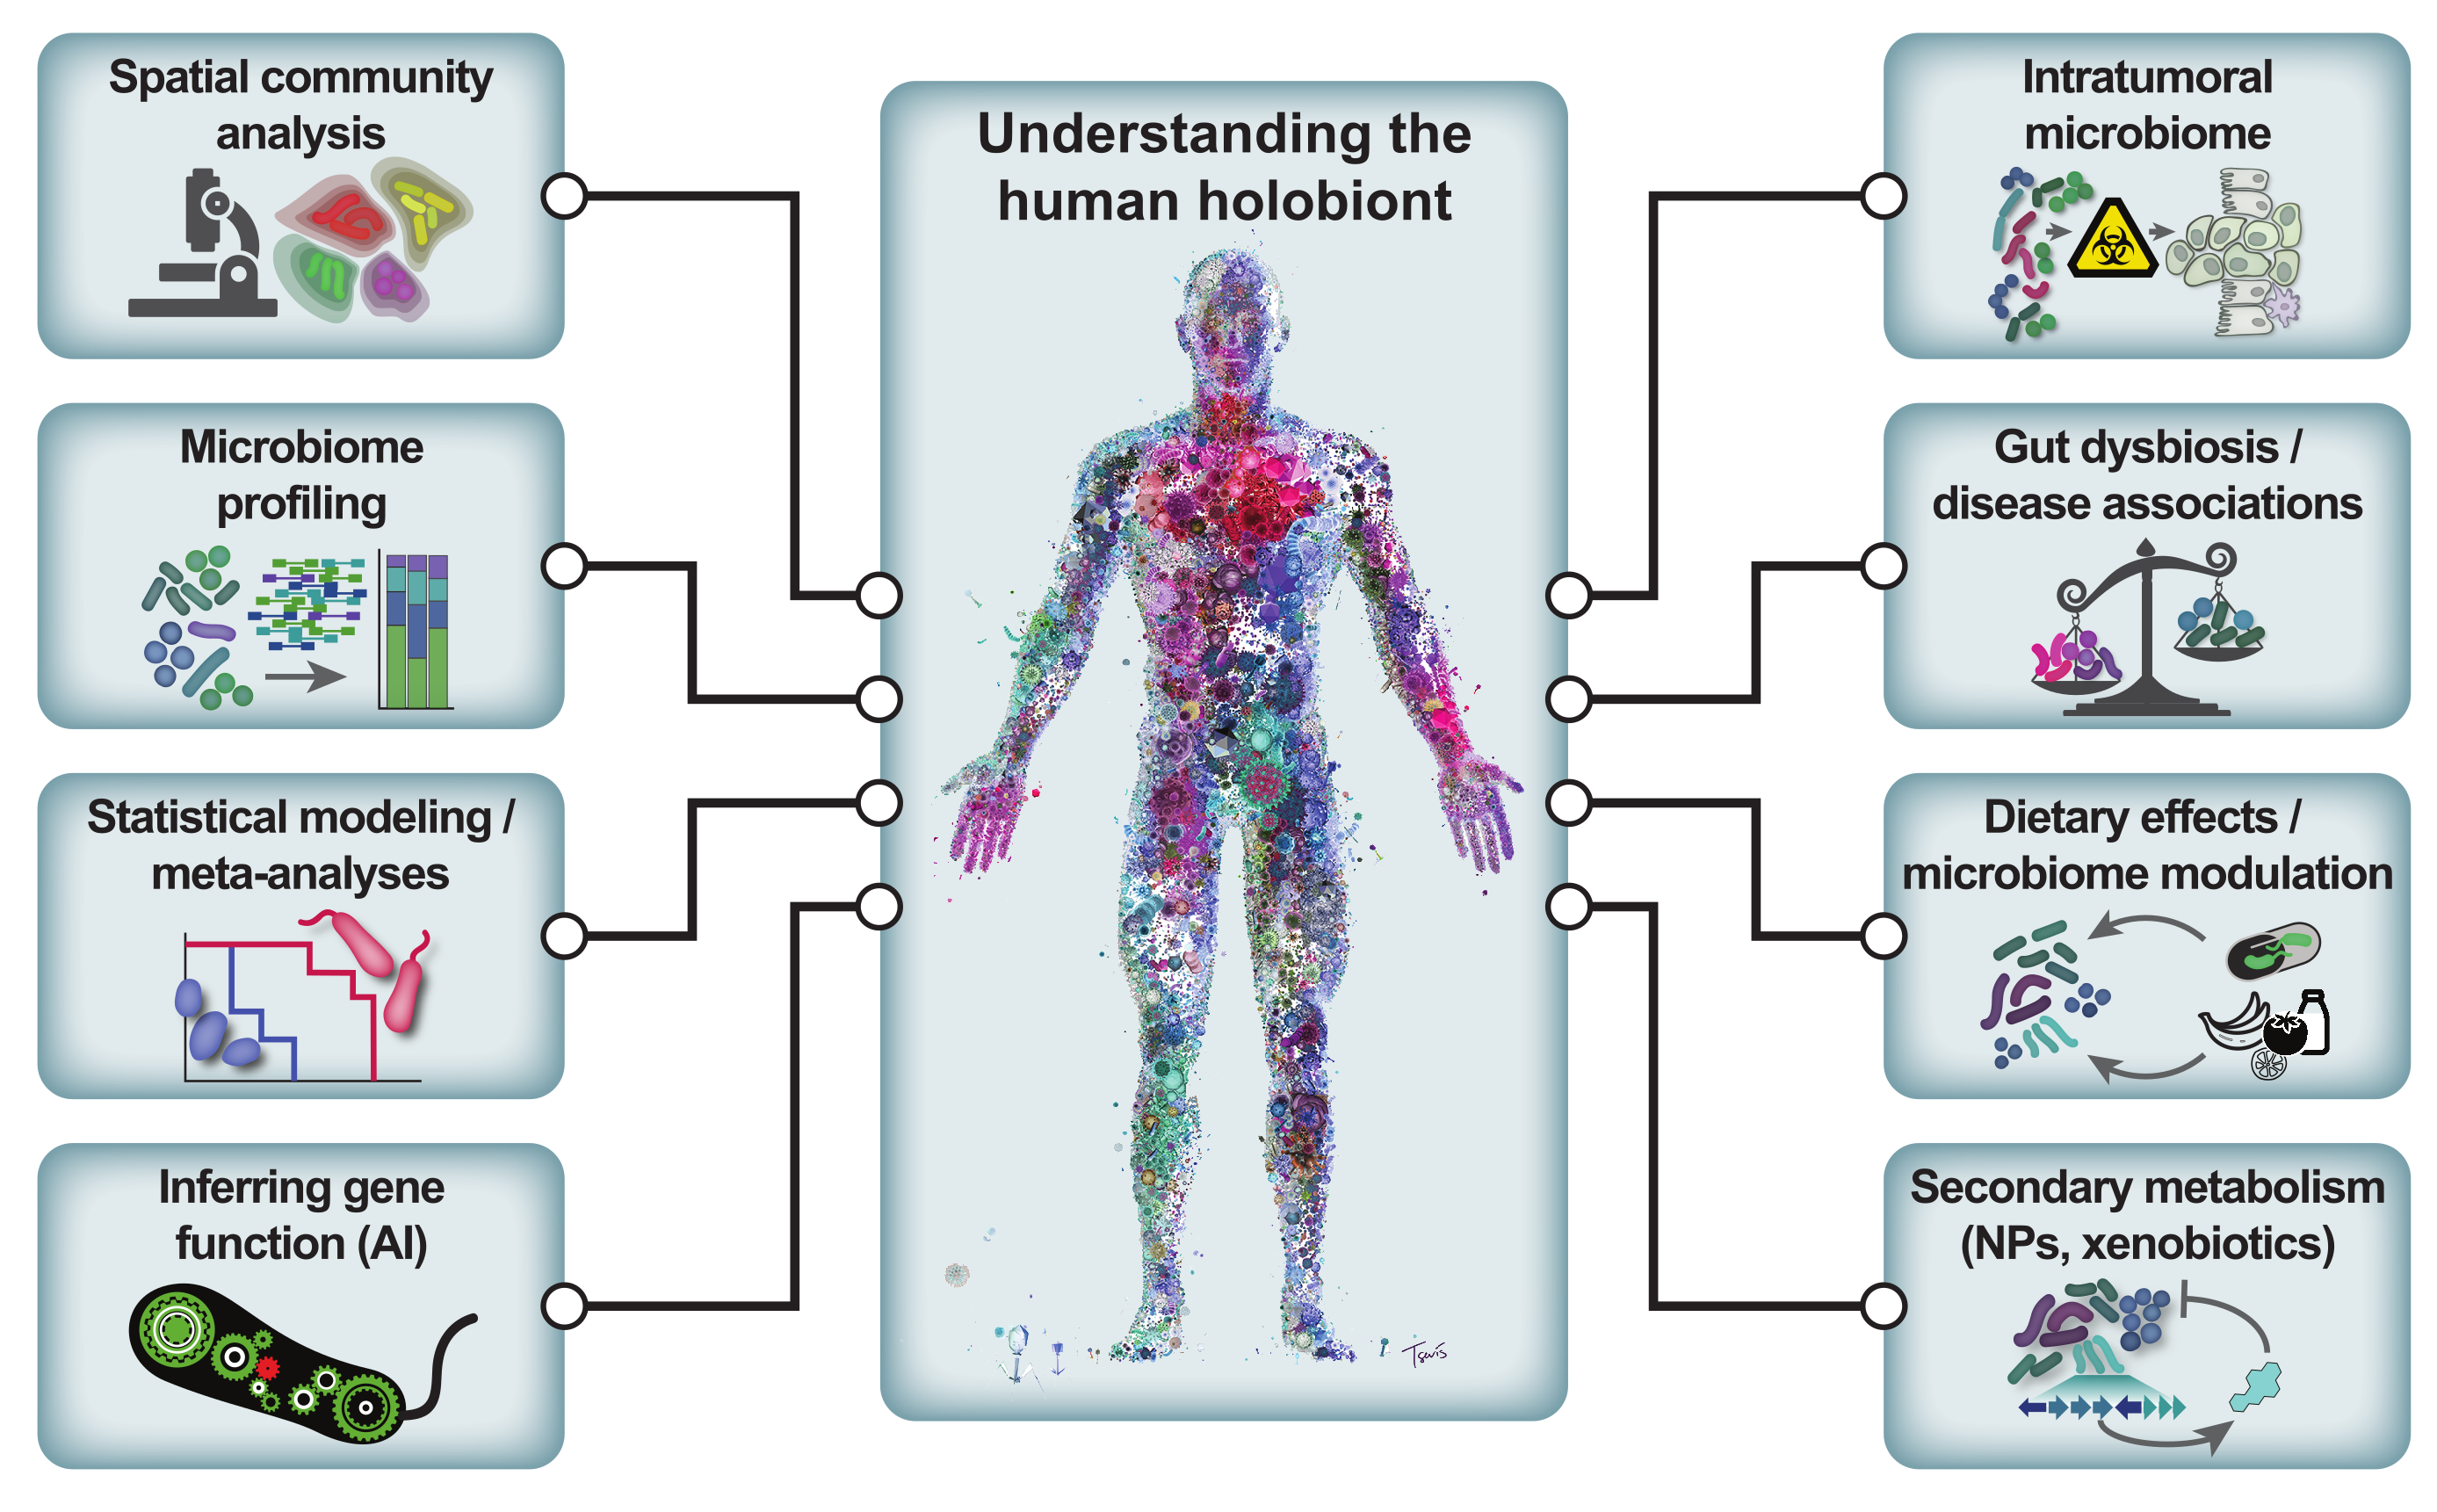 Spatial community
analysis
Microbiome
profiling
Statistical modeling /
meta-analyses
Inferring gene
function (AI)
Understanding the
human holobiont
Tsevis
Intratumoral
microbiome
Gut dysbiosis /
disease associations
Dietary effects /
microbiome modulation
Secondary metabolism
(NPs, xenobiotics)